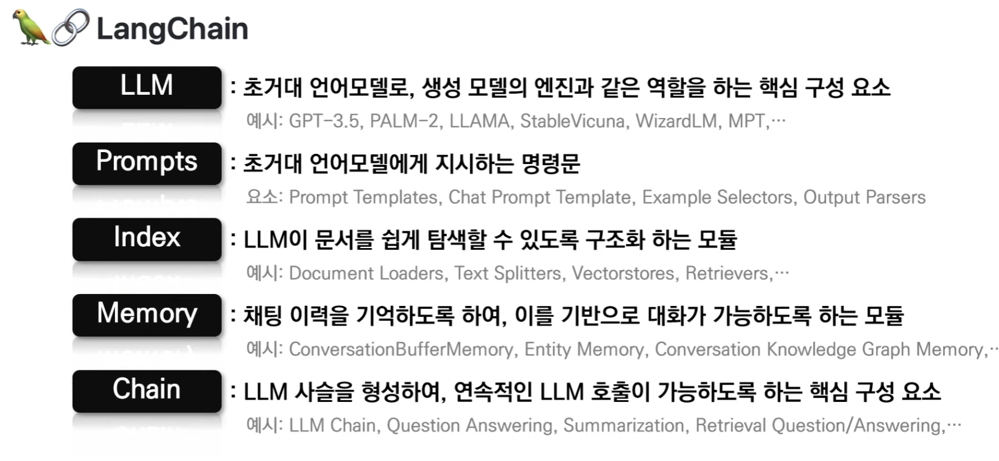 LangChain
LLM : 초거대 언어모델로, 생성 모델의 엔진과 같은 역할을 하는 핵심 구성 요소
예시: GPT-3.5, PALM-2, LLAMA, StableVicuna, WizardLM, MPT,···
Prompts : 초거대 언어모델에게 지시하는 명령문
요소: Prompt Templates, Chat Prompt Template, Example Selectors, Output Parsers
Index : LLM이 문서를 쉽게 탐색할 수 있도록 구조화 하는 모듈
예시: Document Loaders, Text Splitters, Vectorstores, Retrievers,···
Memory : 채팅 이력을 기억하도록 하여, 이를 기반으로 대화가 가능하도록 하는 모듈
예시: ConversationBufferMemory, Entity Memory, Conversation Knowledge Graph Memory,··
Chain : LLM 사슬을 형성하여, 연속적인 LLM 호출이 가능하도록 하는 핵심 구성 요소
예시: LLM Chain, Question Answering, Summarization, Retrieval Question/Answering,···